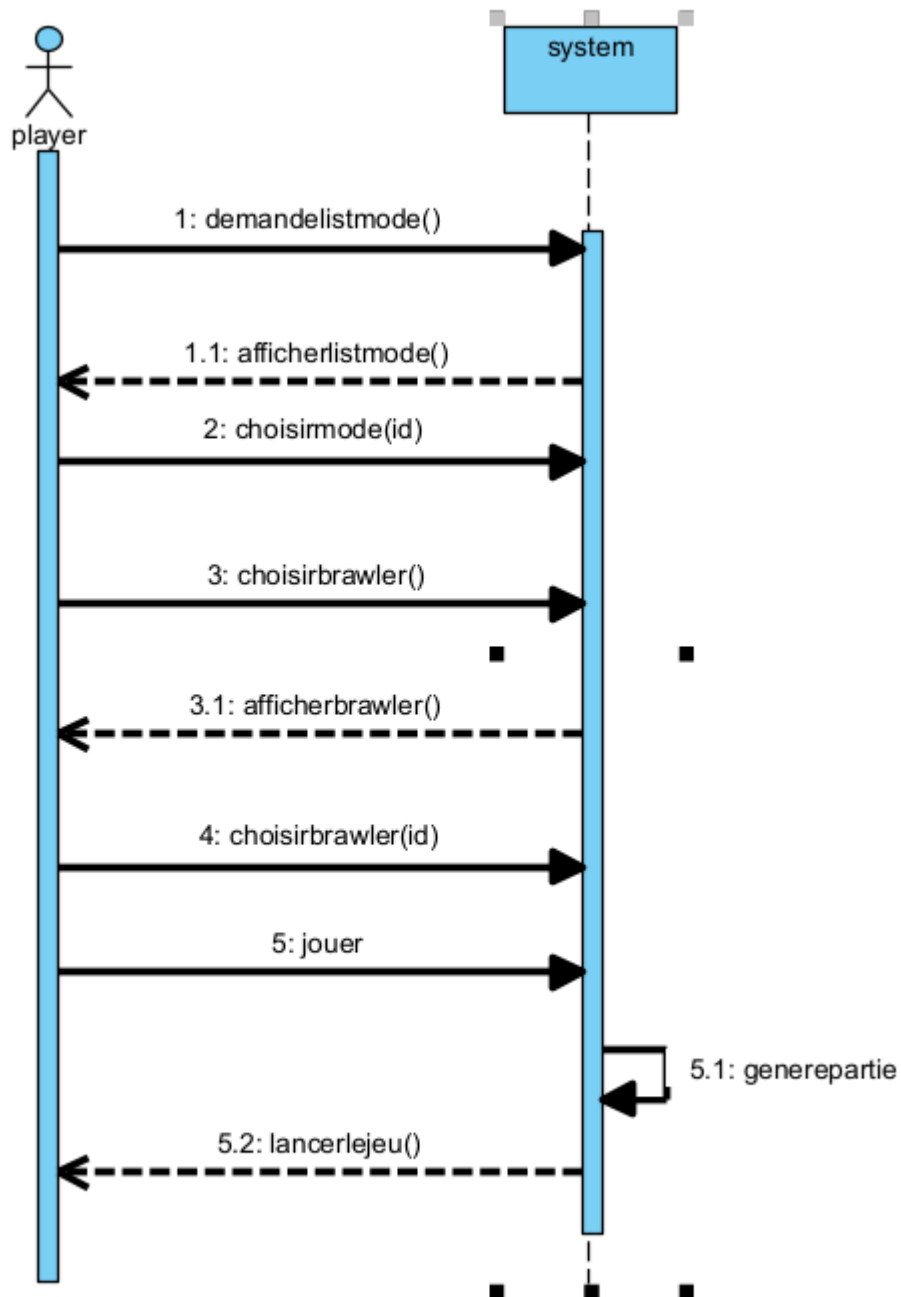 system
player
1: demandelistmode()
1.1: afficherlistmode()
2: choisirmode(id)
3: choisirbrawler()
3.1: afficherbrawler()
4: choisirbrawler(id)
5: jouer
5.1: generepartie
5.2: lancerlejeu()